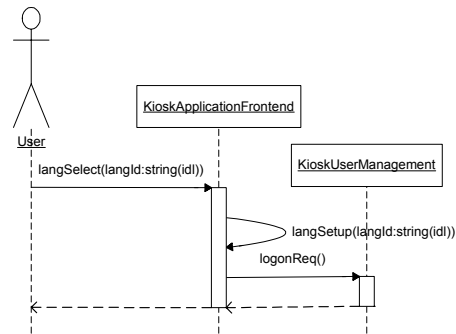 KioskApplicationFrontend
User
KioskUserManagement
langSelect(langId:string(idl))
langSetup(langId:string(idl))
logonReq()